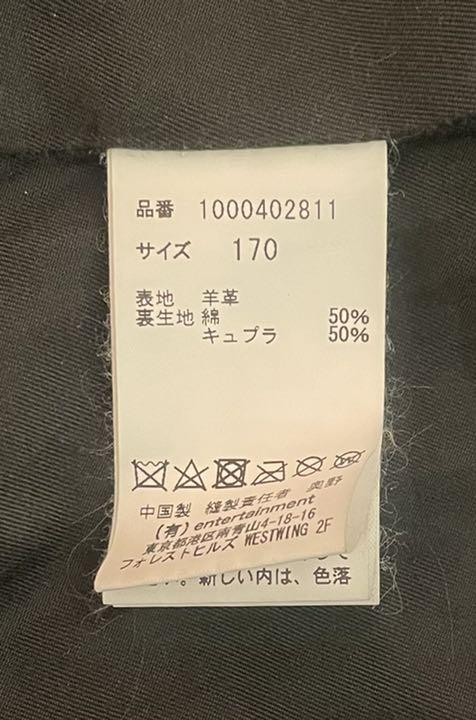 品番 1000402811
サイズ 170
表地 羊革
裏生地 綿 50%
キュプラ 50%
中国製 縫製責任者 奥野
(有) entertainment
東京都港区南青山4-18-16
フォレストヒルズ WESTWING 2F
。新しい内は、色落